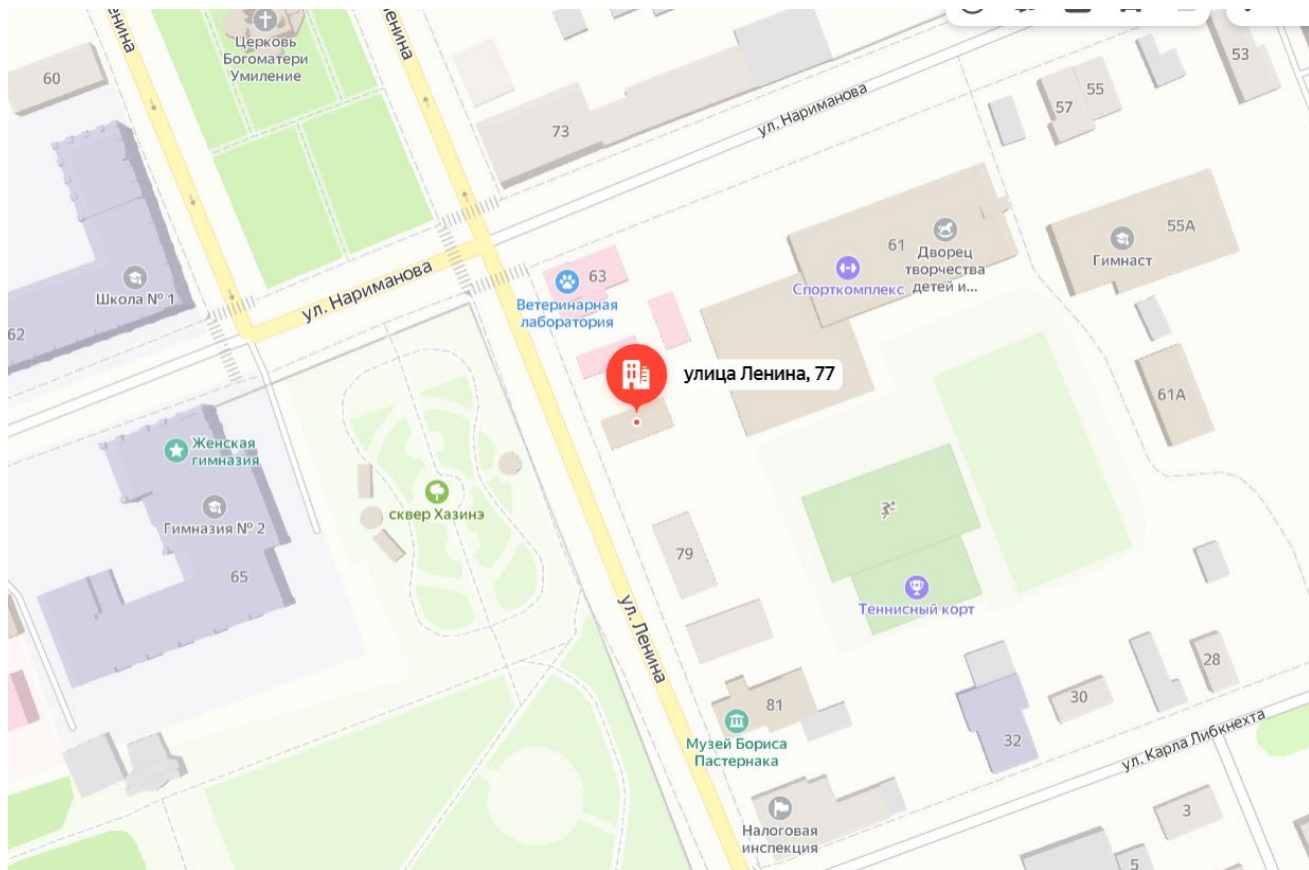 Ленина
Ленина
Церковь
Богоматери
Умиление
60
53
55
57
73
ул. Нариманова
61
Дворец
творчества
детей и...
Спорткомплекс
55А
Гимнаст
Школа № 1
62
ул. Нариманова
63
Ветеринарная
лаборатория
улица Ленина, 77
61А
Женская
гимназия
Гимназия № 2
65
сквер Хазинэ
79
ул. Ленина
Теннисный корт
81
Музей Бориса
Пастернака
28
30
32
ул. Карла Либкнехта
Налоговая
инспекция
3
5